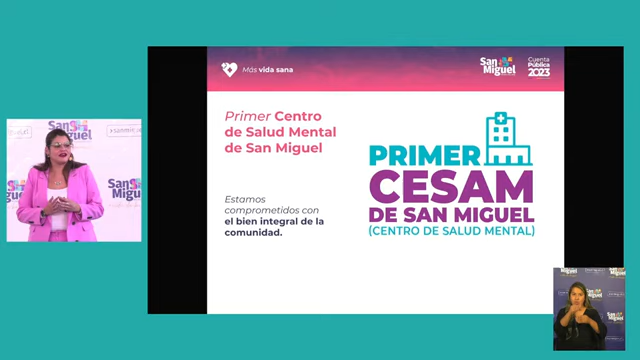 Más vida sana
San
Miguel
Cuenta
Pública
2023
Primer Centro
de Salud Mental
de San Miguel
Estamos
comprometidos con
el bien integral de la
comunidad.
PRIMER
CESAM
DE SAN MIGUEL
(CENTRO DE SALUD MENTAL)
San
Miguel
San
Miguel
San
Miguel